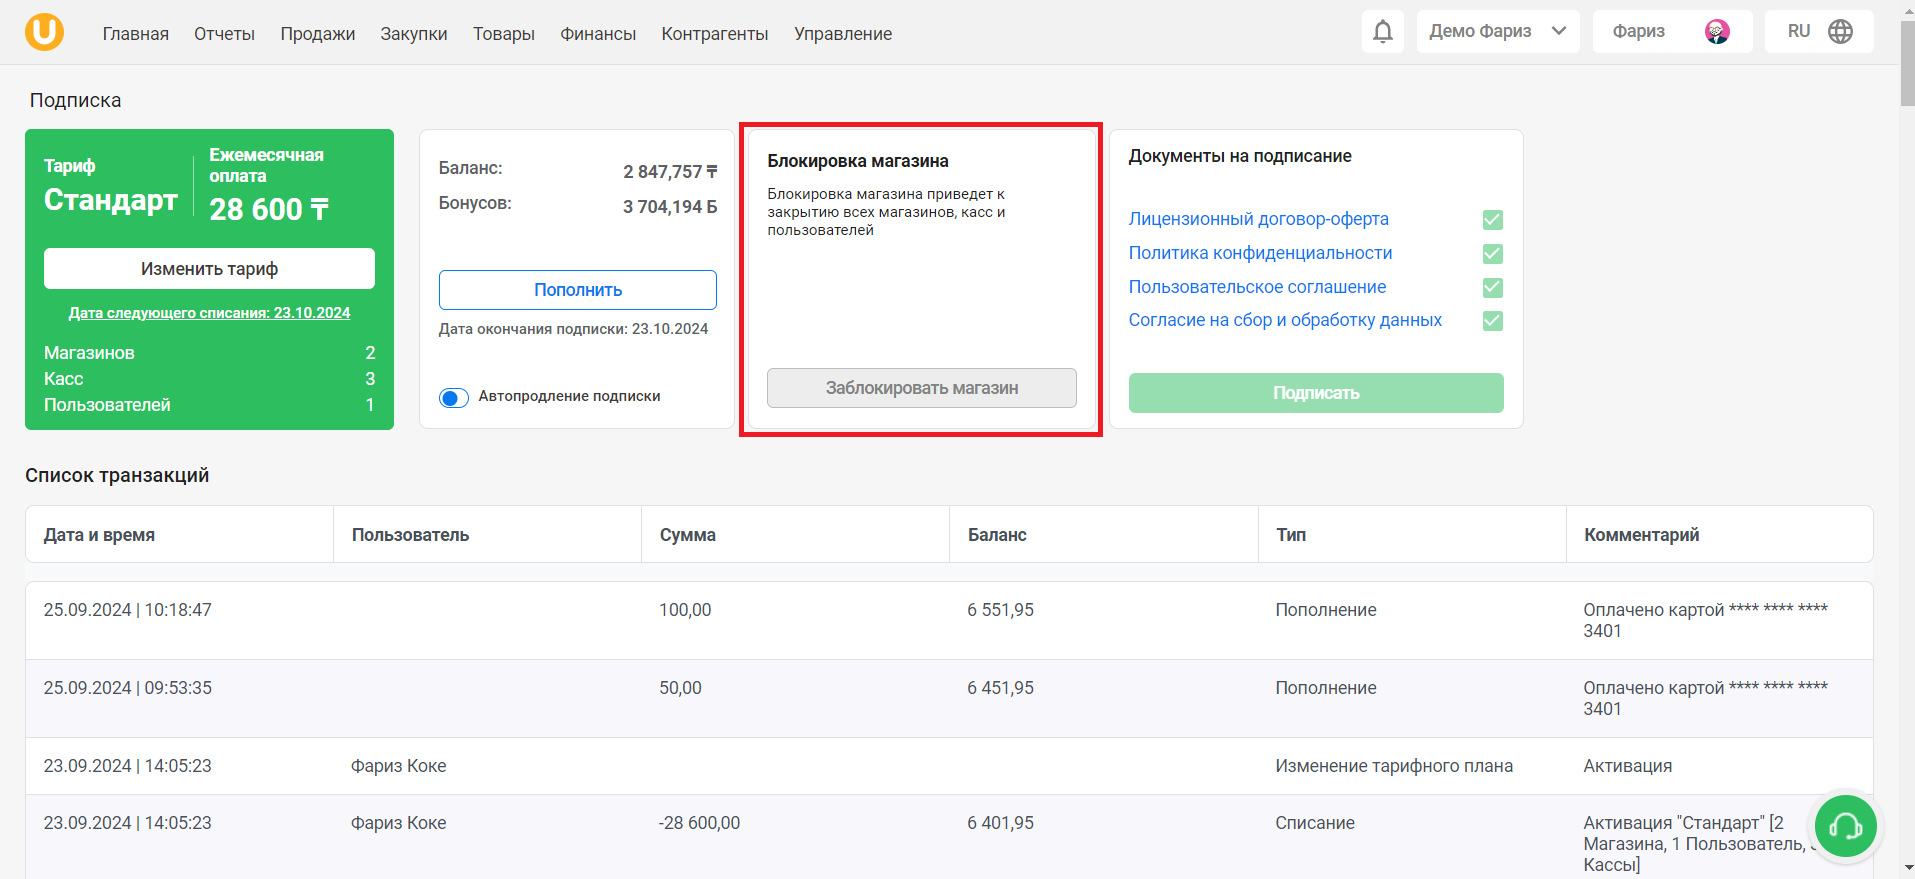 Главная Отчеты Продажи Закупки Товары Финансы Контрагенты Управление Демо Фариз Фариз RU
Подписка
Тариф
Стандарт
Ежемесячная
оплата
28 600 ₸
Изменить тариф
Дата следующего списания: 23.10.2024
Магазинов 2
Касс 3
Пользователей 1
Баланс: 2 847,757 ₸
Бонусов: 3 704,194 Б
Пополнить
Дата окончания подписки: 23.10.2024
Автопродление подписки
Блокировка магазина
Блокировка магазина приведет к
закрытию всех магазинов, касс и
пользователей
Заблокировать магазин
Документы на подписание
Лицензионный договор-оферта
Политика конфиденциальности
Пользовательское соглашение
Согласие на сбор и обработку данных
Подписать
Список транзакций
Дата и время Пользователь Сумма Баланс Тип Комментарий
25.09.2024 | 10:18:47 100,00 6 551,95 Пополнение Оплачено картой **** **** ****
3401
25.09.2024 | 09:53:35 50,00 6 451,95 Пополнение Оплачено картой **** **** ****
3401
23.09.2024 | 14:05:23 Фариз Коке Изменение тарифного плана Активация
23.09.2024 | 14:05:23 Фариз Коке -28 600,00 6 401,95 Списание Активация "Стандарт" [2
Магазина, 1 Пользователь,
Кассы]